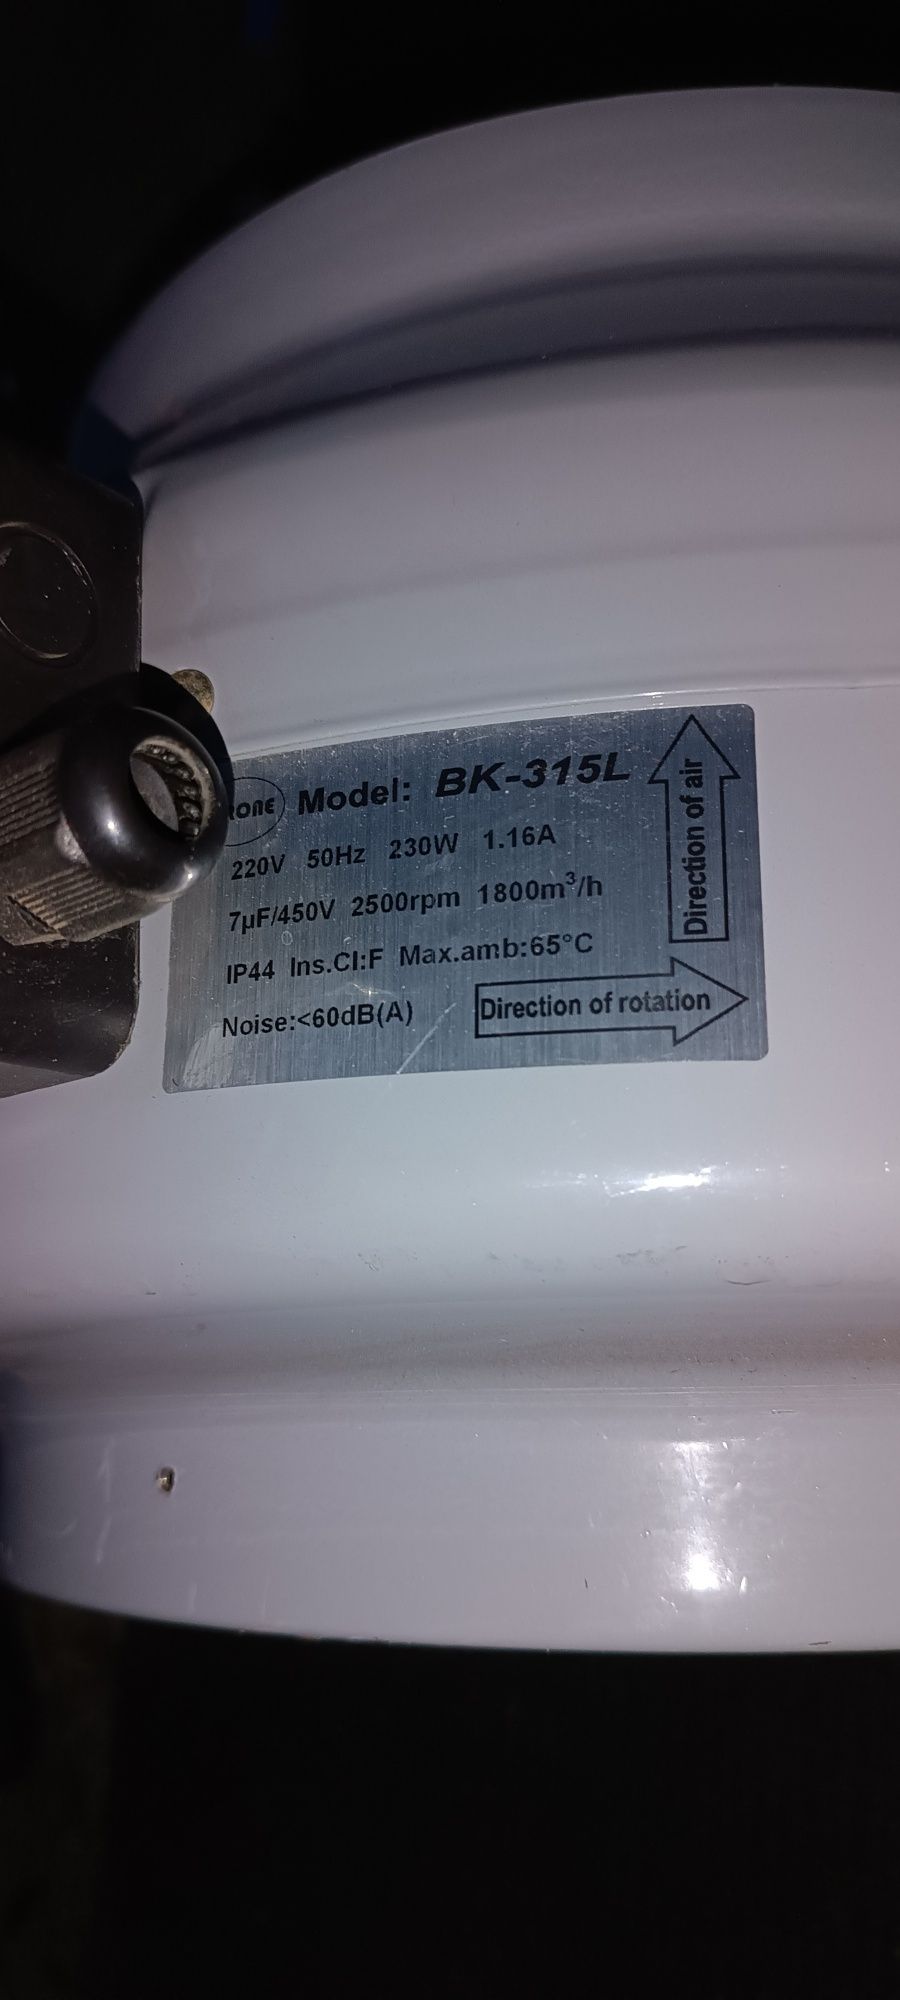 Model: BK-315L
220V 50Hz 230W 1.16A
7µF/450V 2500rpm 1800m³/h
IP44 Ins.Cl:F Max.amb:65°C
Noise:<60dB(A)
Direction of rotation
Direction of air